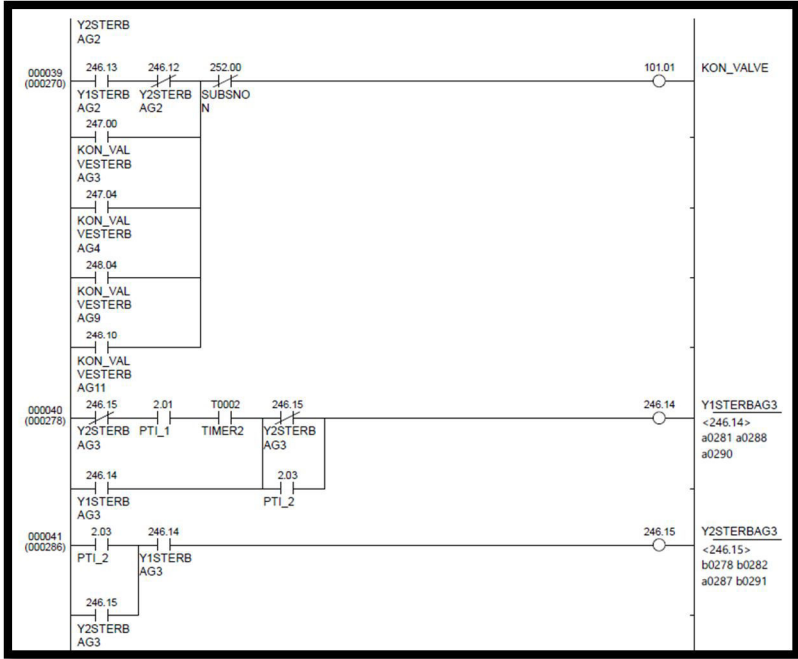 Y2STERB
AG2
000039
(000270)
246.13 246.12 252.00 101.01 KON_VALVE
Y1STERB Y2STERB SUBSNO
AG2 AG2 N
247.00
KON_VAL
VESTERB
AG3
247.04
KON_VAL
VESTERB
AG4
248.04
KON_VAL
VESTERB
AG9
248.10
KON_VAL
VESTERB
AG11
000040
(000278)
246.15 2.01 T0002 246.15 246.14 Y1STERBAG3
Y2STERB PTI_1 TIMER2 Y2STERB <246.14>
AG3 AG3 a0281 a0288
a0290
246.14 2.03
Y1STERB PTI_2
AG3
000041
(000286)
2.03 246.14 246.15 Y2STERBAG3
PTI_2 Y1STERB <246.15>
AG3 b0278 b0282
a0287 b0291
246.15
Y2STERB
AG3